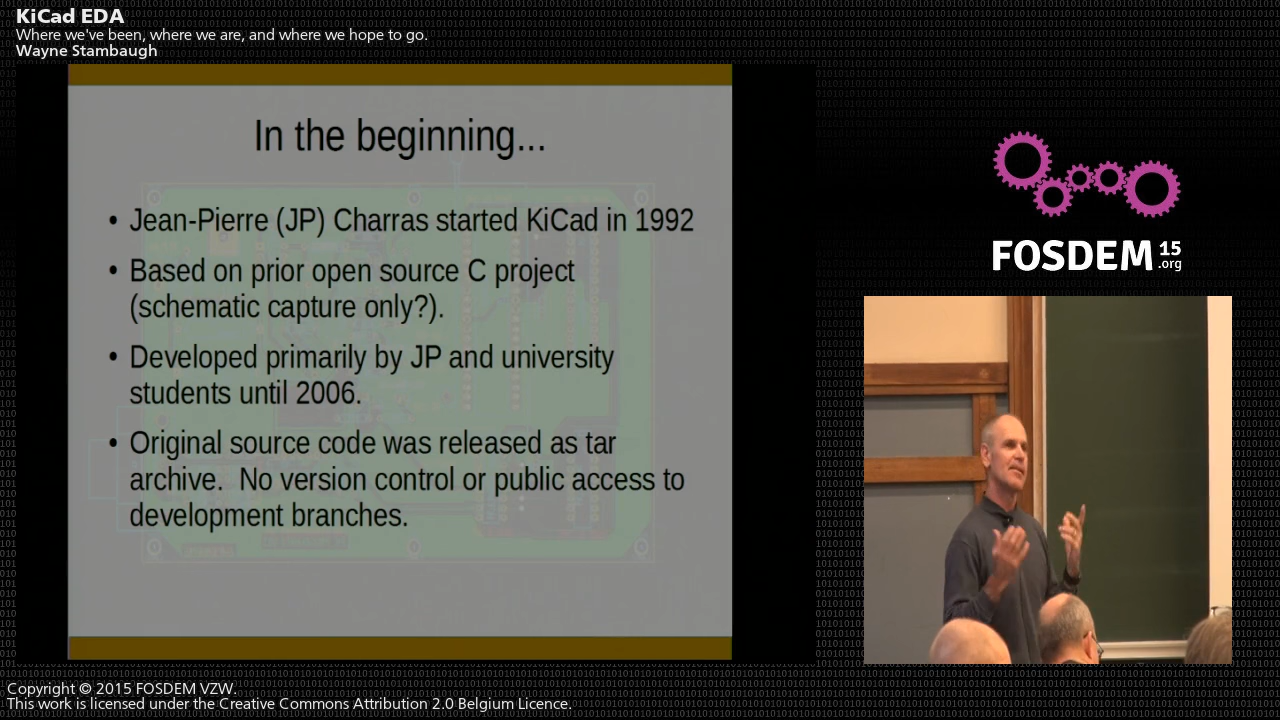 KiCad EDA
Where we've been, where we are, and where we hope to go.
Wayne Stambaugh
In the beginning...
• Jean-Pierre (JP) Charras started KiCad in 1992
• Based on prior open source C project
(schematic capture only?).
• Developed primarily by JP and university
students until 2006.
• Original source code was released as tar
archive.  No version control or public access to
development branches.
FOSDEM 15
.org
Copyright © 2015 FOSDEM VZW.
This work is licensed under the Creative Commons Attribution 2.0 Belgium Licence.